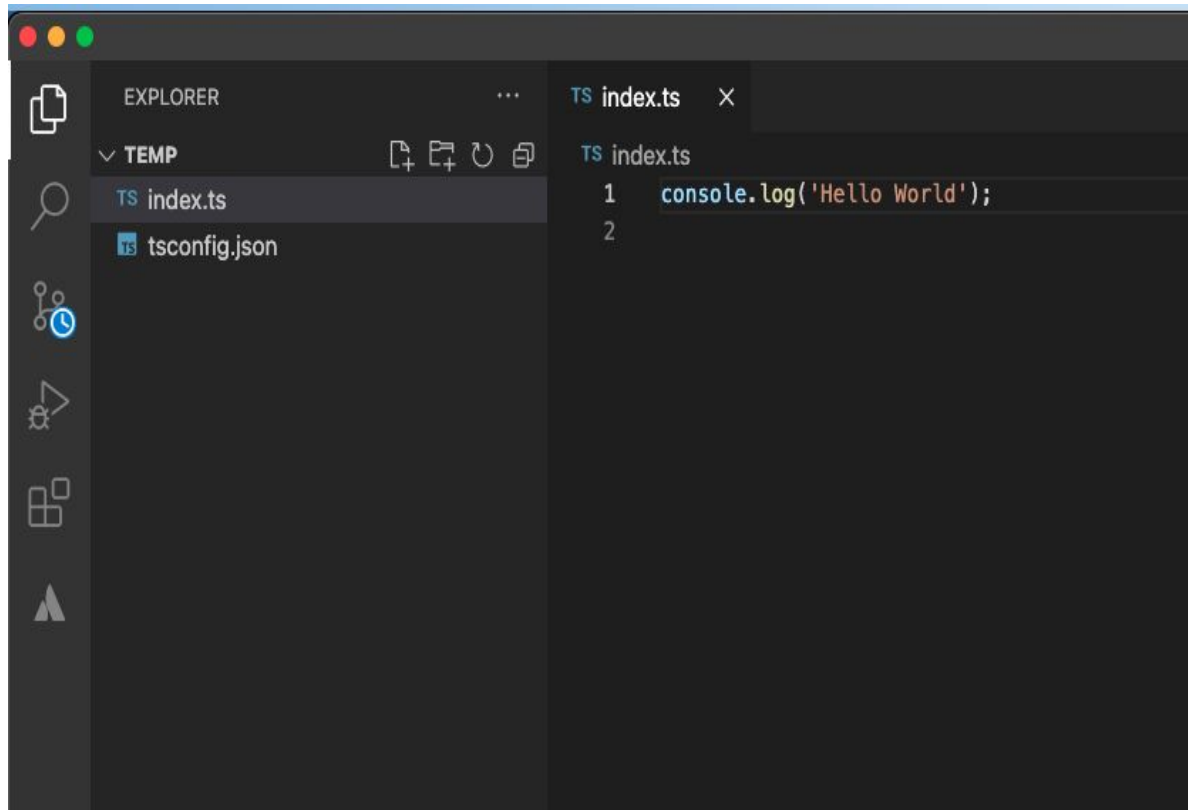 EXPLORER
TEMP
TS index.ts
TS tsconfig.json
TS index.ts
TS index.ts
1 console.log('Hello World');
2